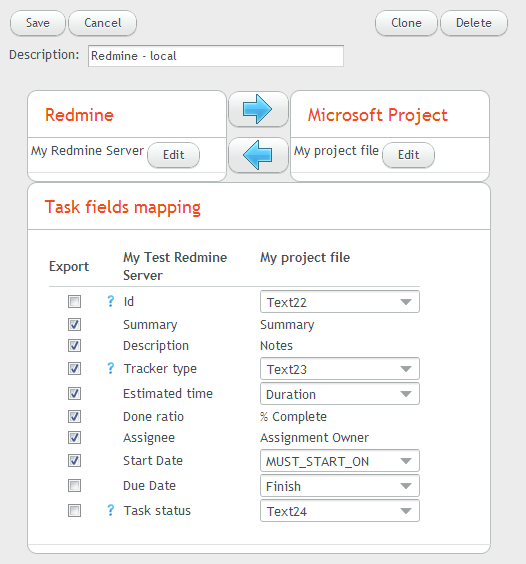 Save Cancel Clone Delete
Description: Redmine - local
Redmine Microsoft Project
My Redmine Server Edit My project file Edit
Task fields mapping
Export My Test Redmine Server My project file
? Id Text22
Summary Summary
Description Notes
? Tracker type Text23
Estimated time Duration
Done ratio % Complete
Assignee Assignment Owner
Start Date MUST_START_ON
Due Date Finish
? Task status Text24